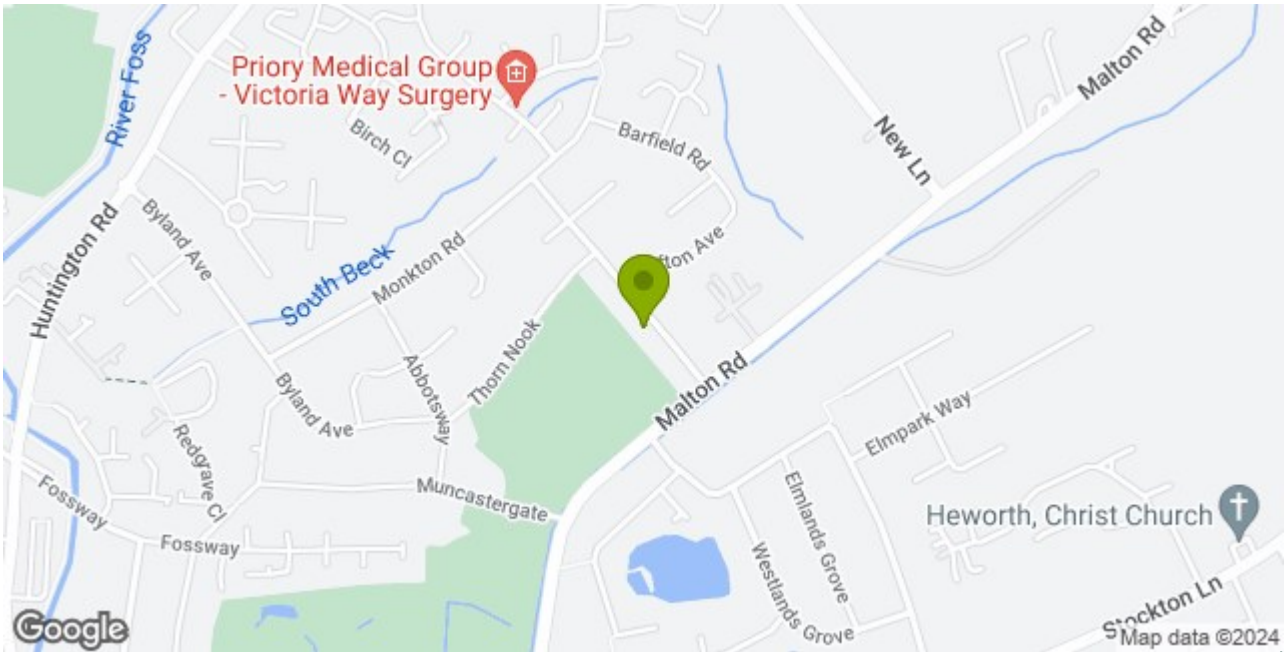 River Foss
Priory Medical Group
- Victoria Way Surgery
Malton Rd
Birch Cl
Barfield Rd
New Ln
Huntington Rd
Byland Ave
South Beck
Monkton Rd
fton Ave
Thorn Nook
Abbotsway
Byland Ave
Malton Rd
Redgrave Cl
Elmpark Way
Fossway
Muncastergate
Elmlands Grove
Heworth, Christ Church
Fossway
Westlands Grove
Stockton Ln
Google
Map data ©2024